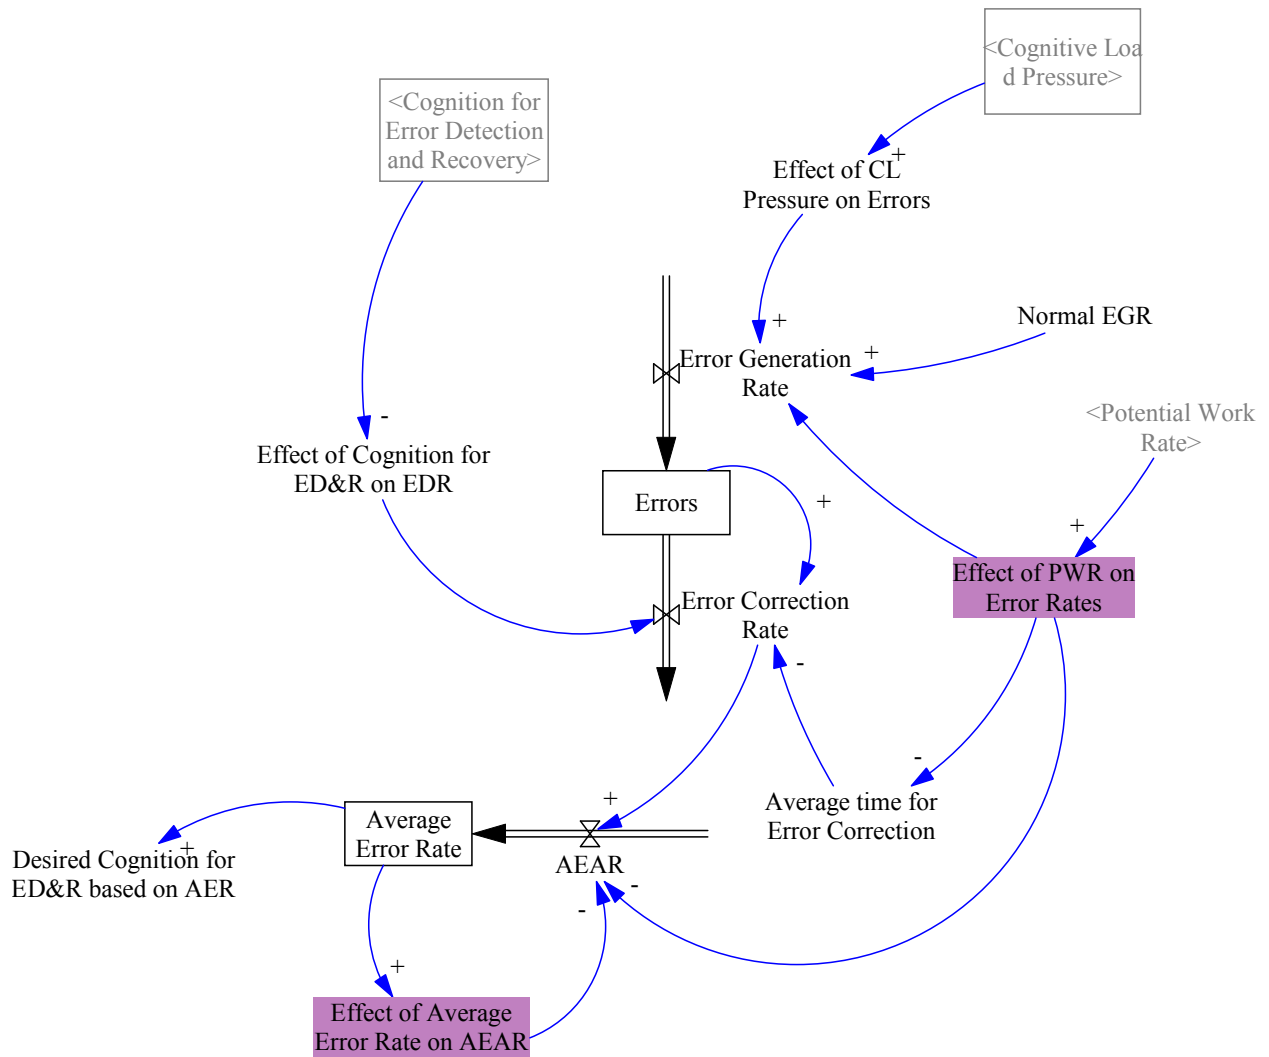 <Cognitive Loa
d Pressure>
<Cognition for
Error Detection
and Recovery>
+
Effect of CL
Pressure on Errors
Normal EGR
+
Error Generation
Rate
+
<Potential Work
Rate>
-
Effect of Cognition for
ED&R on EDR
Errors
+
+
Effect of PWR on
Error Rates
Error Correction
Rate
-
-
Average time for
Error Correction
+
Average
Error Rate
+
Desired Cognition for
ED&R based on AER
AEAR
-
-
+
Effect of Average
Error Rate on AEAR